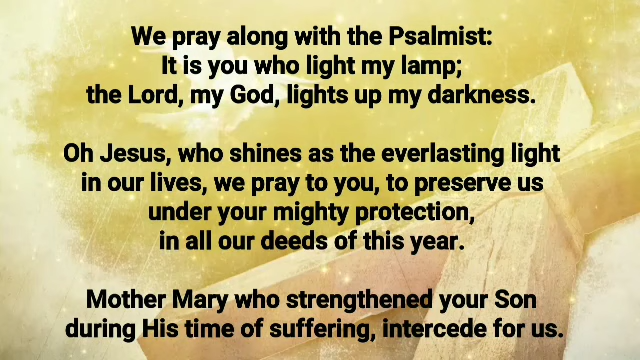 We pray along with the Psalmist:
It is you who light my lamp;
the Lord, my God, lights up my darkness.
Oh Jesus, who shines as the everlasting light
in our lives, we pray to you, to preserve us
under your mighty protection,
in all our deeds of this year.
Mother Mary who strengthened your Son
during His time of suffering, intercede for us.